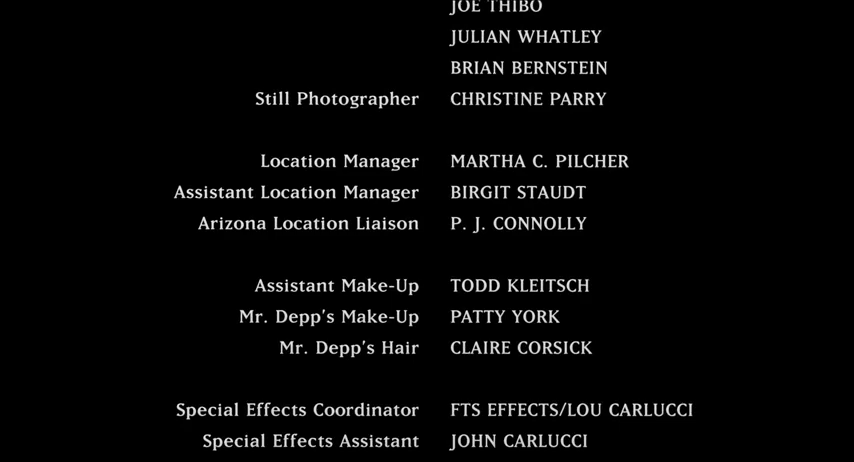 JOE THIBO
JULIAN WHATLEY
BRIAN BERNSTEIN
Still Photographer CHRISTINE PARRY
Location Manager MARTHA C. PILCHER
Assistant Location Manager BIRGIT STAUDT
Arizona Location Liaison P. J. CONNOLLY
Assistant Make-Up TODD KLEITSCH
Mr. Depp's Make-Up PATTY YORK
Mr. Depp's Hair CLAIRE CORSICK
Special Effects Coordinator FTS EFFECTS/LOU CARLUCCI
Special Effects Assistant JOHN CARLUCCI